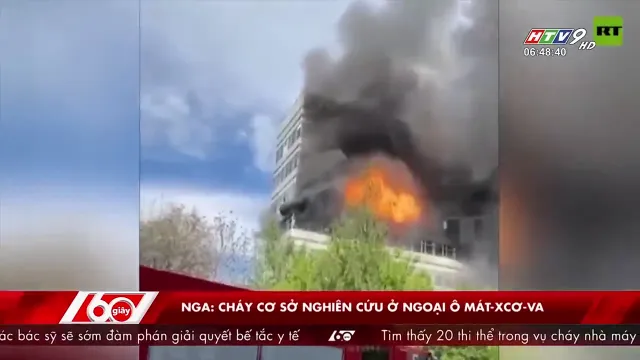 HTV9 HD
RT
06:48:40
60 giây
NGA: CHÁY CƠ SỞ NGHIÊN CỨU Ở NGOẠI Ô MÁT-XCƠ-VA
ác bác sỹ sẽ sớm đàm phán giải quyết bế tắc y tế 60 Tìm thấy 20 thi thể trong vụ cháy nhà máy